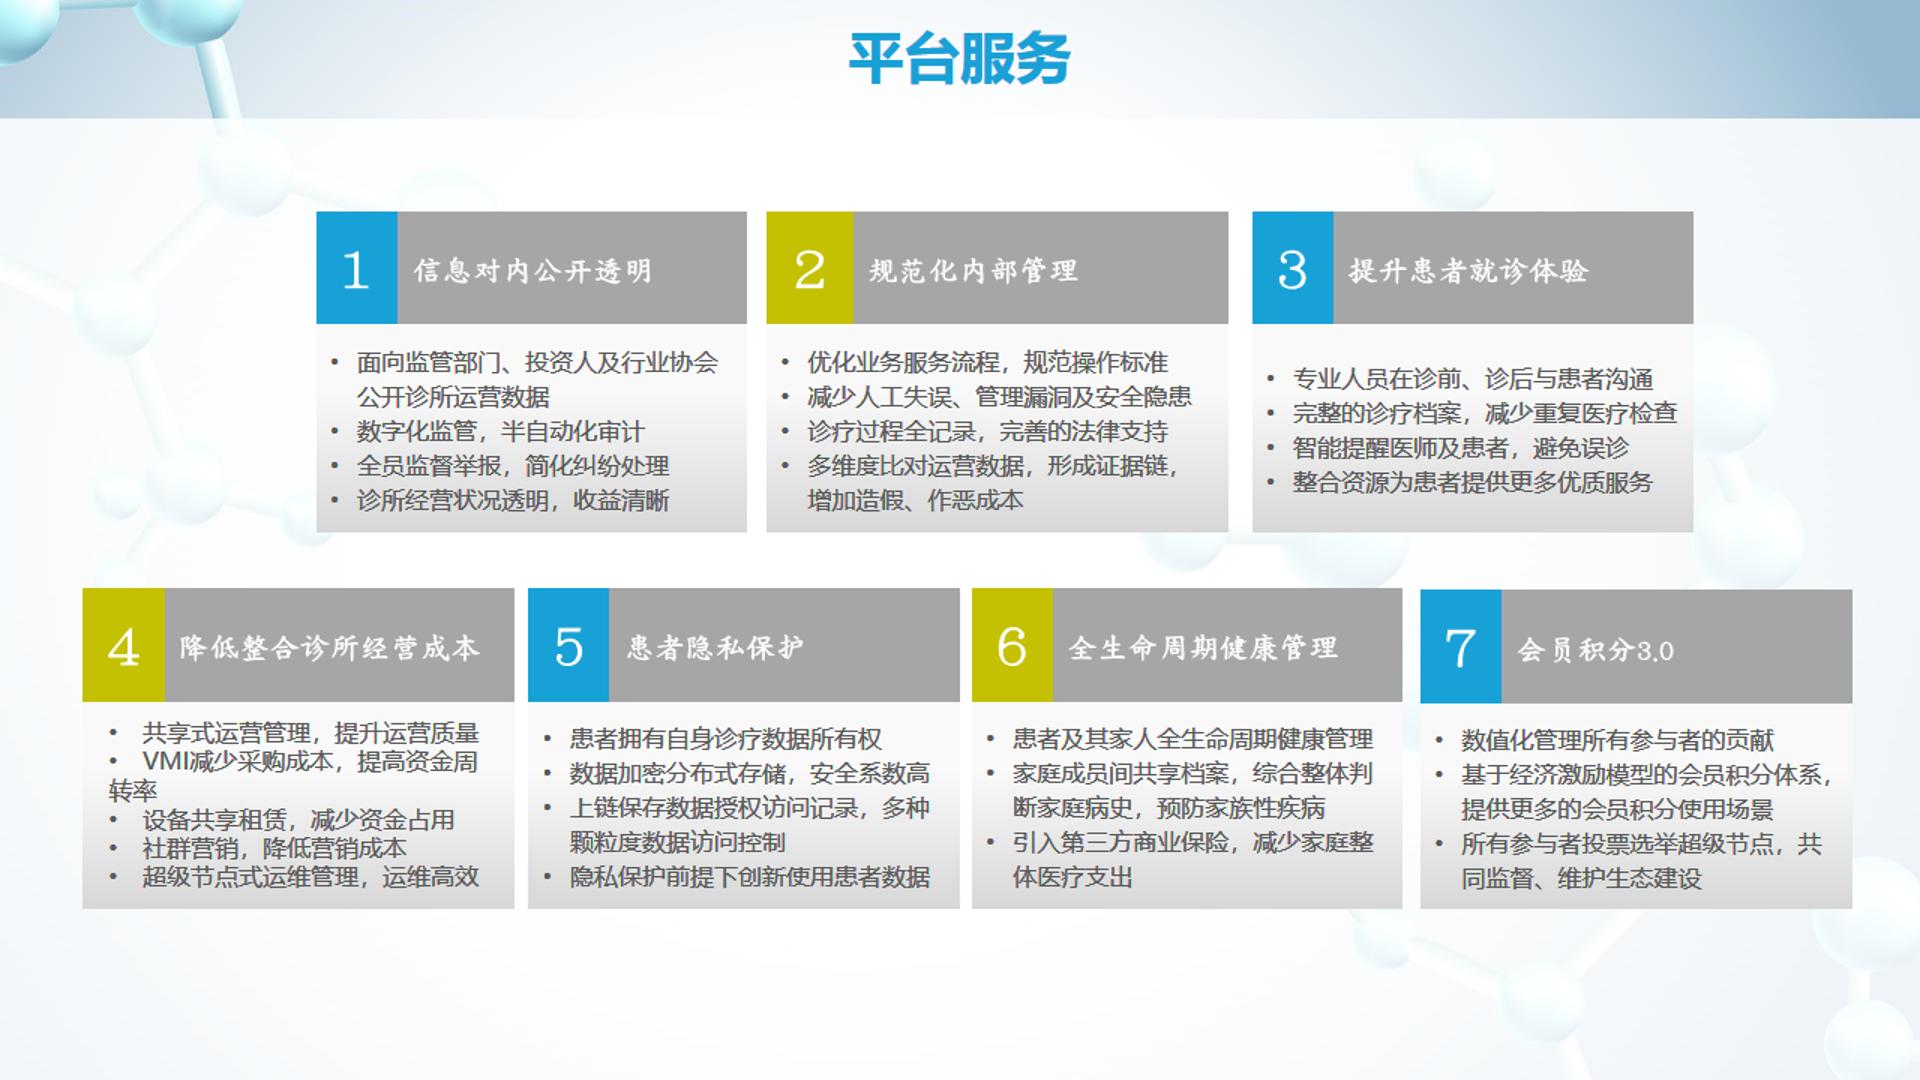 平台服务
1
信息对内公开透明
• 面向监管部门、投资人及行业协会
公开诊所运营数据
• 数字化监管，半自动化审计
• 全员监督举报，简化纠纷处理
• 诊所经营状况透明，收益清晰
2
规范化内部管理
• 优化业务服务流程，规范操作标准
• 减少人工失误、管理漏洞及安全隐患
• 诊疗过程全记录，完善的法律支持
• 多维度比对运营数据，形成证据链，
增加造假、作恶成本
3
提升患者就诊体验
• 专业人员在诊前、诊后与患者沟通
• 完整的诊疗档案，减少重复医疗检查
• 智能提醒医师及患者，避免误诊
• 整合资源为患者提供更多优质服务
4
降低整合诊所经营成本
• 共享式运营管理，提升运营质量
• VMI减少采购成本，提高资金周
转率
• 设备共享租赁，减少资金占用
• 社群营销，降低营销成本
• 超级节点式运维管理，运维高效
5
患者隐私保护
• 患者拥有自身诊疗数据所有权
• 数据加密分布式存储，安全系数高
• 上链保存数据授权访问记录，多种
颗粒度数据访问控制
• 隐私保护前提下创新使用患者数据
6
全生命周期健康管理
• 患者及其家人全生命周期健康管理
• 家庭成员间共享档案，综合整体判
断家庭病史，预防家族性疾病
• 引入第三方商业保险，减少家庭整
体医疗支出
7
会员积分3.0
• 数值化管理所有参与者的贡献
• 基于经济激励模型的会员积分体系，
提供更多的会员积分使用场景
• 所有参与者投票选举超级节点，共
同监督、维护生态建设